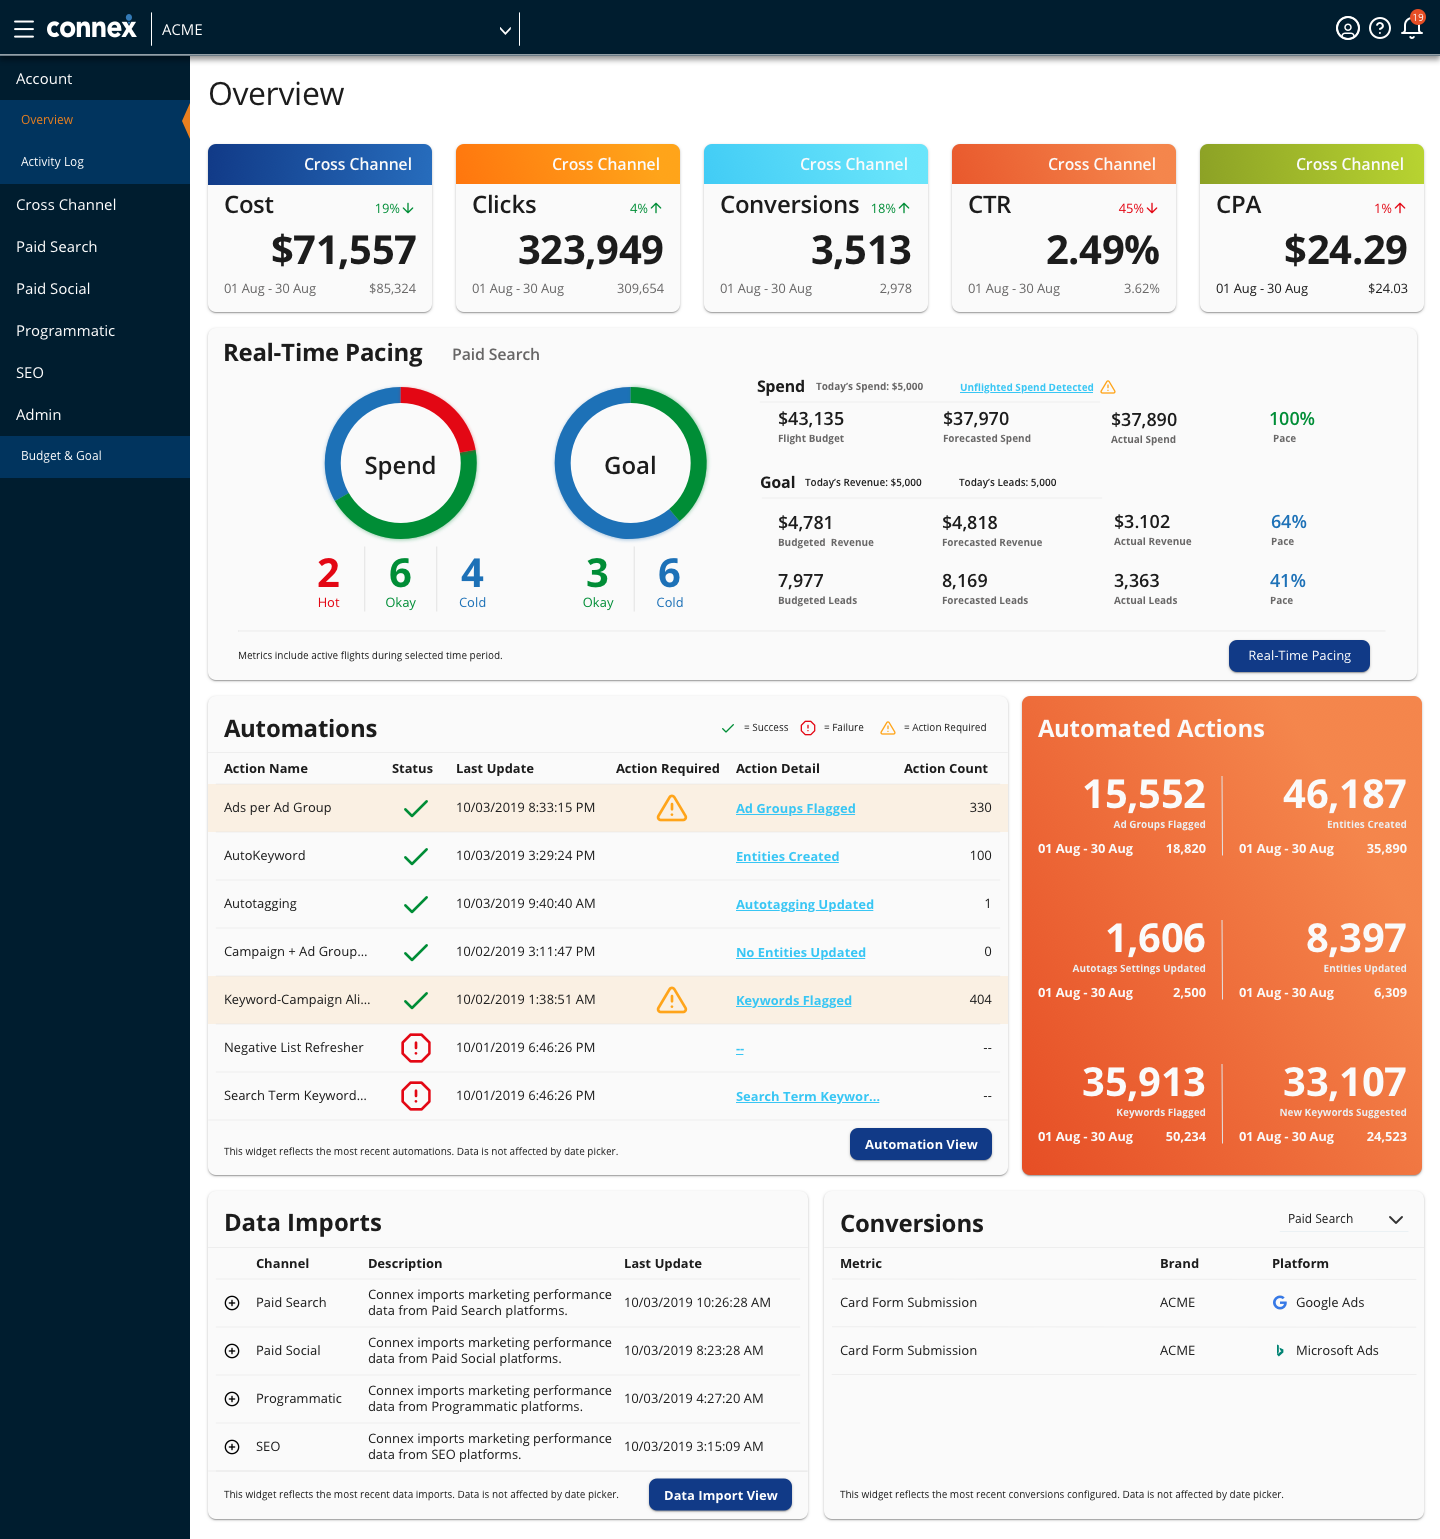 connex ACME 19
Account
Overview
Activity Log
Cross Channel
Paid Search
Paid Social
Programmatic
SEO
Admin
Budget & Goal
Overview
Cross Channel
Cost 19%
$71,557
01 Aug - 30 Aug $85,324
Cross Channel
Clicks 4%
323,949
01 Aug - 30 Aug 309,654
Cross Channel
Conversions 18%
3,513
01 Aug - 30 Aug 2,978
Cross Channel
CTR 45%
2.49%
01 Aug - 30 Aug 3.62%
Cross Channel
CPA 1%
$24.29
01 Aug - 30 Aug $24.03
Real-Time Pacing Paid Search
Spend
2 6 4
Hot Okay Cold
Goal
3 6
Okay Cold
Spend Today's Spend: $5,000 Unflighted Spend Detected
$43,135 $37,970 $37,890 100%
Flight Budget Forecasted Spend Actual Spend Pace
Goal Today's Revenue: $5,000 Today's Leads: 5,000
$4,781 $4,818 $3.102 64%
Budgeted Revenue Forecasted Revenue Actual Revenue Pace
7,977 8,169 3,363 41%
Budgeted Leads Forecasted Leads Actual Leads Pace
Metrics include active flights during selected time period.
Real-Time Pacing
Automations = Success = Failure = Action Required
Action Name Status Last Update Action Required Action Detail Action Count
Ads per Ad Group 10/03/2019 8:33:15 PM Ad Groups Flagged 330
AutoKeyword 10/03/2019 3:29:24 PM Entities Created 100
Autotagging 10/03/2019 9:40:40 AM Autotagging Updated 1
Campaign + Ad Group... 10/02/2019 3:11:47 PM No Entities Updated 0
Keyword-Campaign Ali... 10/02/2019 1:38:51 AM Keywords Flagged 404
Negative List Refresher 10/01/2019 6:46:26 PM -- --
Search Term Keyword... 10/01/2019 6:46:26 PM Search Term Keywor... --
This widget reflects the most recent automations. Data is not affected by date picker.
Automation View
Automated Actions
15,552 46,187
Ad Groups Flagged Entities Created
01 Aug - 30 Aug 18,820 01 Aug - 30 Aug 35,890
1,606 8,397
Autotags Settings Updated Entities Updated
01 Aug - 30 Aug 2,500 01 Aug - 30 Aug 6,309
35,913 33,107
Keywords Flagged New Keywords Suggested
01 Aug - 30 Aug 50,234 01 Aug - 30 Aug 24,523
Data Imports
Channel Description Last Update
Paid Search Connex imports marketing performance
data from Paid Search platforms. 10/03/2019 10:26:28 AM
Paid Social Connex imports marketing performance
data from Paid Social platforms. 10/03/2019 8:23:28 AM
Programmatic Connex imports marketing performance
data from Programmatic platforms. 10/03/2019 4:27:20 AM
SEO Connex imports marketing performance
data from SEO platforms. 10/03/2019 3:15:09 AM
This widget reflects the most recent data imports. Data is not affected by date picker.
Data Import View
Conversions Paid Search
Metric Brand Platform
Card Form Submission ACME Google Ads
Card Form Submission ACME Microsoft Ads
This widget reflects the most recent conversions configured. Data is not affected by date picker.